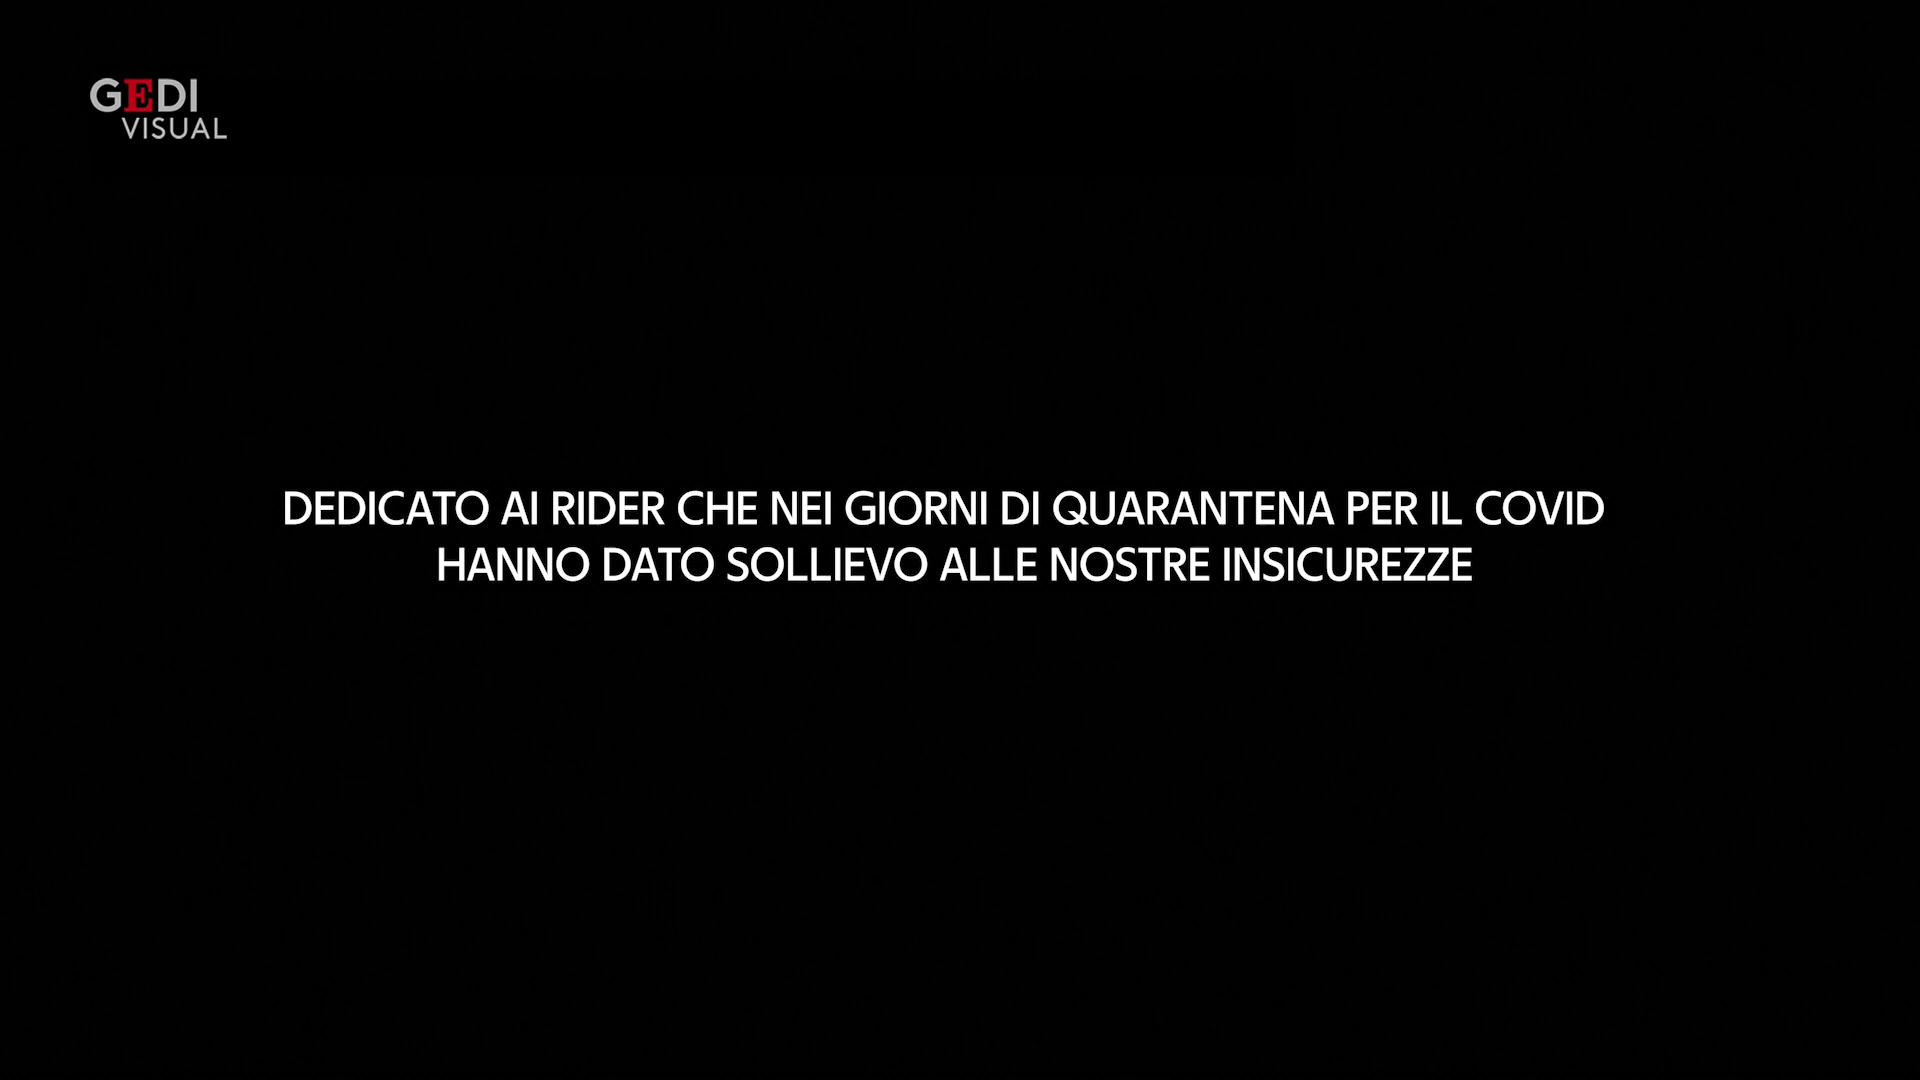 GEDI
VISUAL
DEDICATO AI RIDER CHE NEI GIORNI DI QUARANTENA PER IL COVID
HANNO DATO SOLLIEVO ALLE NOSTRE INSICUREZZE